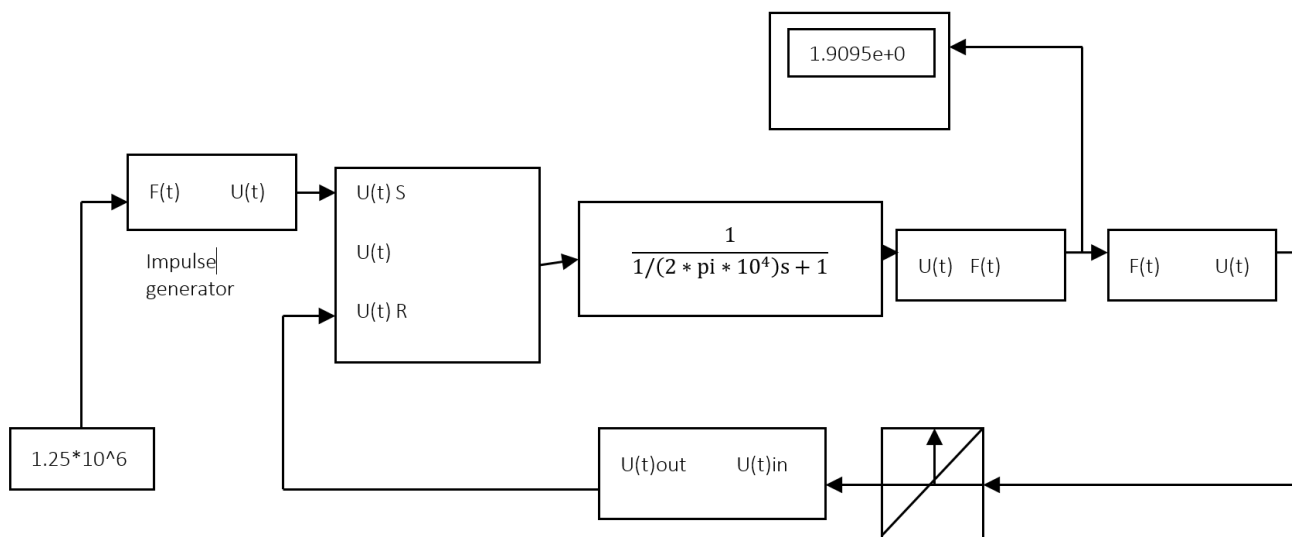 1.9095e+0
F(t) U(t)
Impulse
generator
U(t) S
U(t)
U(t) R
1
1/(2 * pi * 10⁴)s + 1
U(t) F(t)
F(t) U(t)
1.25*10^6
U(t)out U(t)in